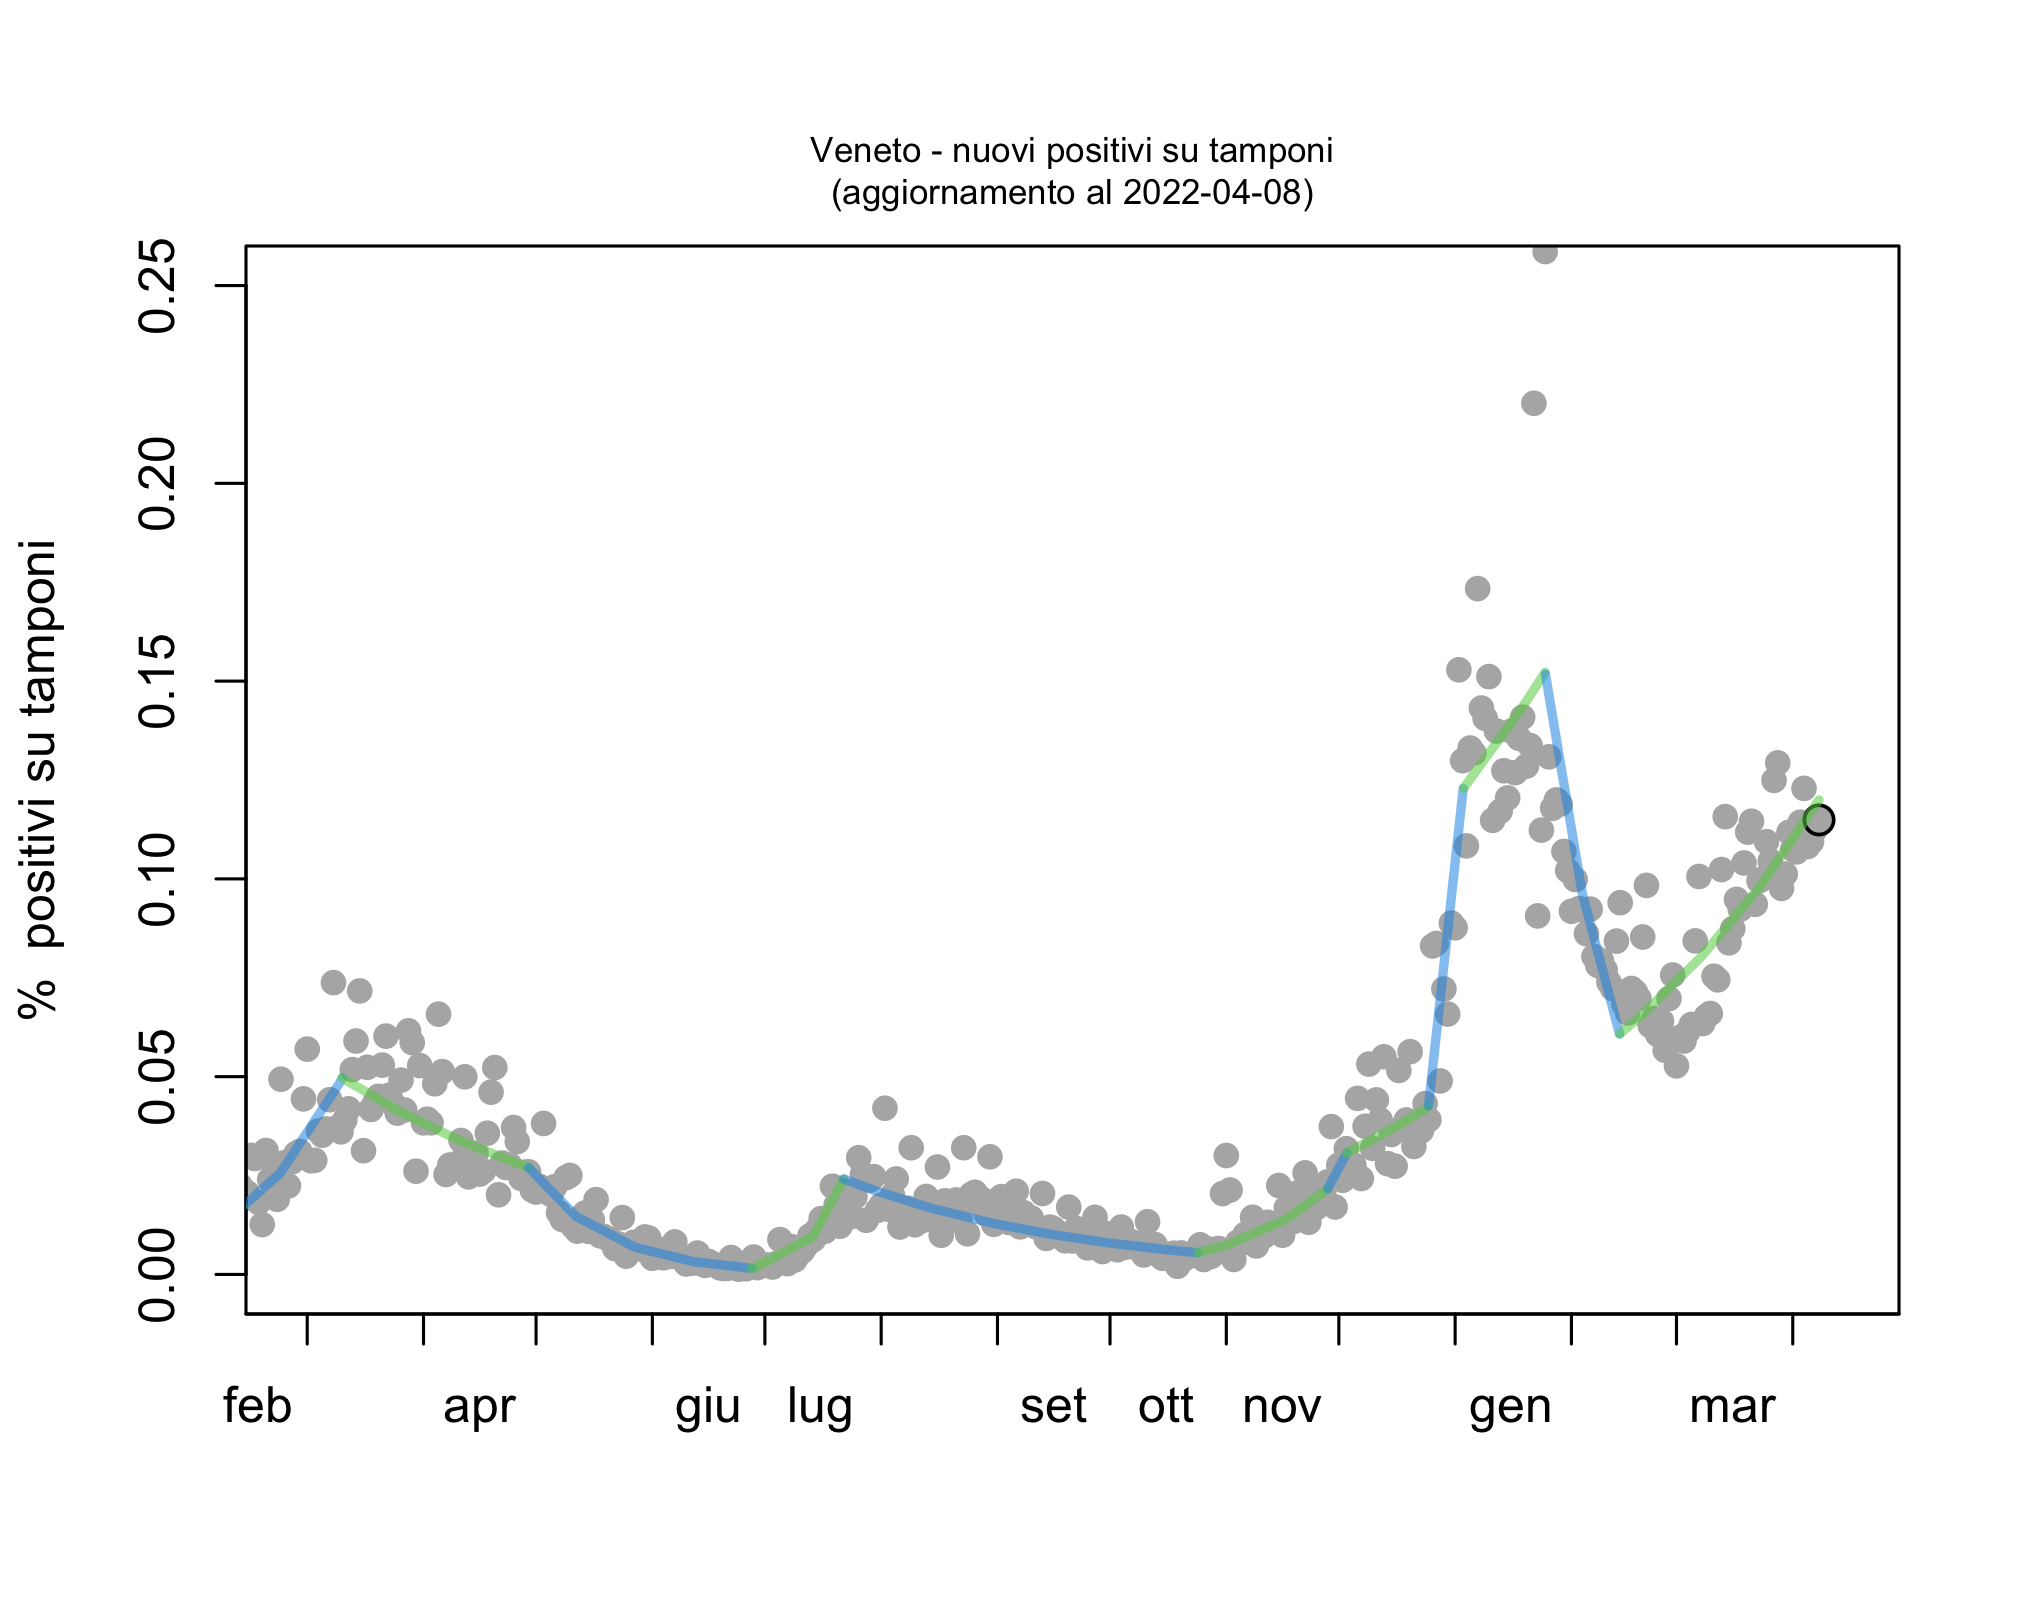 Veneto - nuovi positivi su tamponi
(aggiornamento al 2022-04-08)
% positivi su tamponi
0.25
0.20
0.15
0.10
0.05
0.00
feb apr giu lug set ott nov gen mar